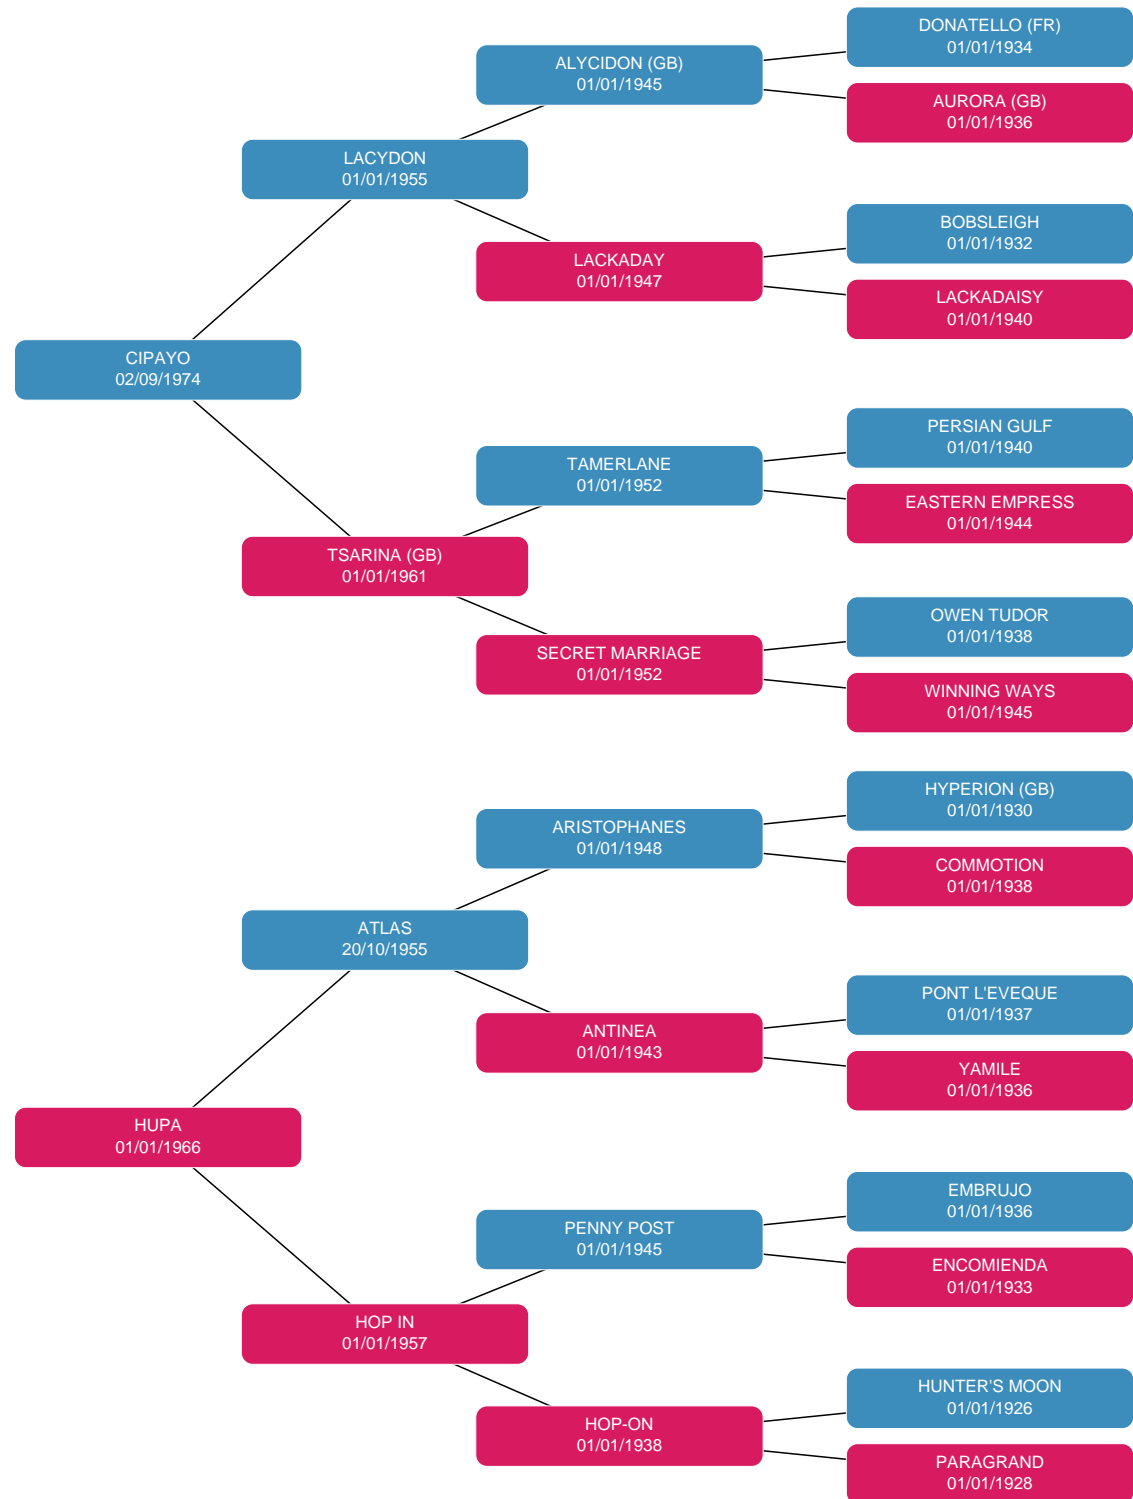 DONATELLO (FR)
01/01/1934
ALYCIDON (GB)
01/01/1945
AURORA (GB)
01/01/1936
LACYDON
01/01/1955
BOBSLEIGH
01/01/1932
LACKADAY
01/01/1947
LACKADAISY
01/01/1940
CIPAYO
02/09/1974
PERSIAN GULF
01/01/1940
TAMERLANE
01/01/1952
EASTERN EMPRESS
01/01/1944
TSARINA (GB)
01/01/1961
OWEN TUDOR
01/01/1938
SECRET MARRIAGE
01/01/1952
WINNING WAYS
01/01/1945
HYPERION (GB)
01/01/1930
ARISTOPHANES
01/01/1948
COMMOTION
01/01/1938
ATLAS
20/10/1955
PONT L'EVEQUE
01/01/1937
ANTINEA
01/01/1943
YAMILE
01/01/1936
HUPA
01/01/1966
EMBRUJO
01/01/1936
PENNY POST
01/01/1945
ENCOMIENDA
01/01/1933
HOP IN
01/01/1957
HUNTER'S MOON
01/01/1926
HOP-ON
01/01/1938
PARAGRAND
01/01/1928